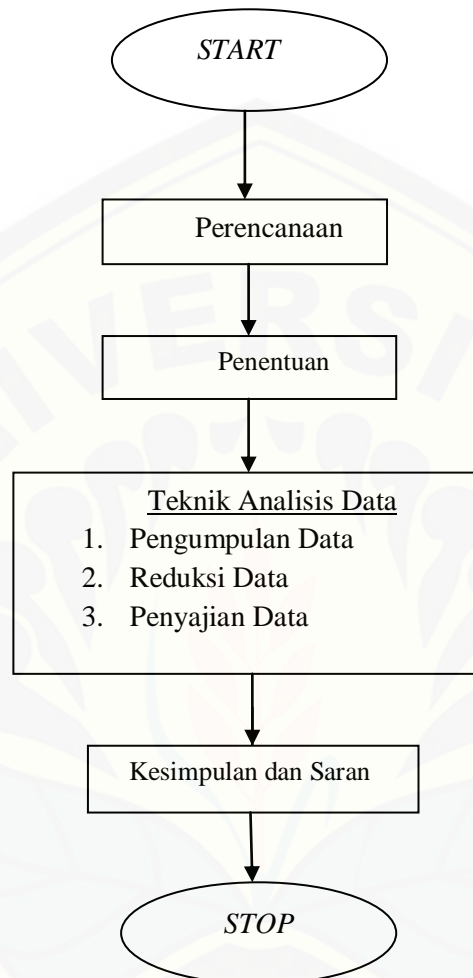 START
Perencanaan
Penentuan
Teknik Analisis Data
1. Pengumpulan Data
2. Reduksi Data
3. Penyajian Data
Kesimpulan dan Saran
STOP